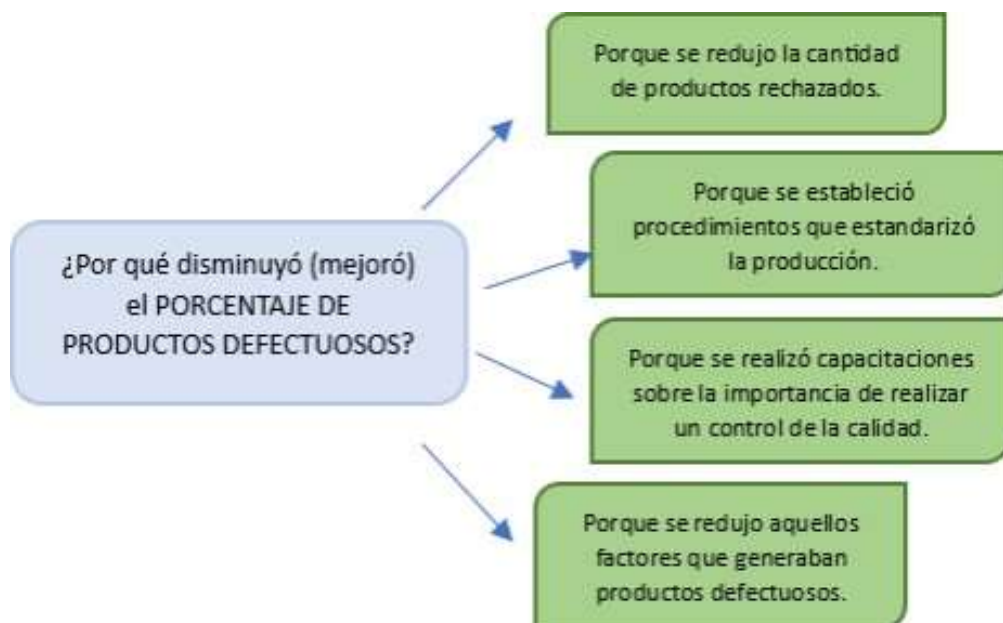 Porque se redujo la cantidad
de productos rechazados.
Porque se estableció
procedimientos que estandarizó
la producción.
¿Por qué disminuyó (mejoró)
el PORCENTAJE DE
PRODUCTOS DEFECTUOSOS?
Porque se realizó capacitaciones
sobre la importancia de realizar
un control de la calidad.
Porque se redujo aquellos
factores que generaban
productos defectuosos.